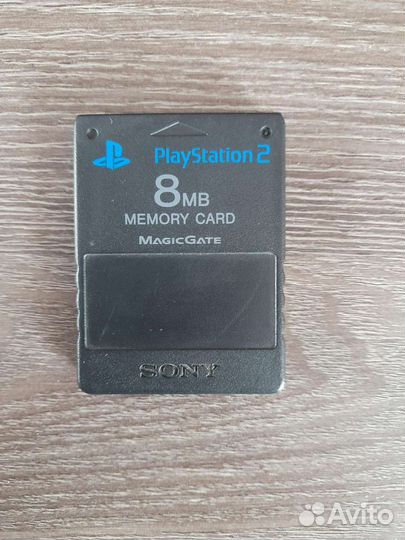 PlayStation 2
8MB
MEMORY CARD
MAGICGATE
SONY
Avito